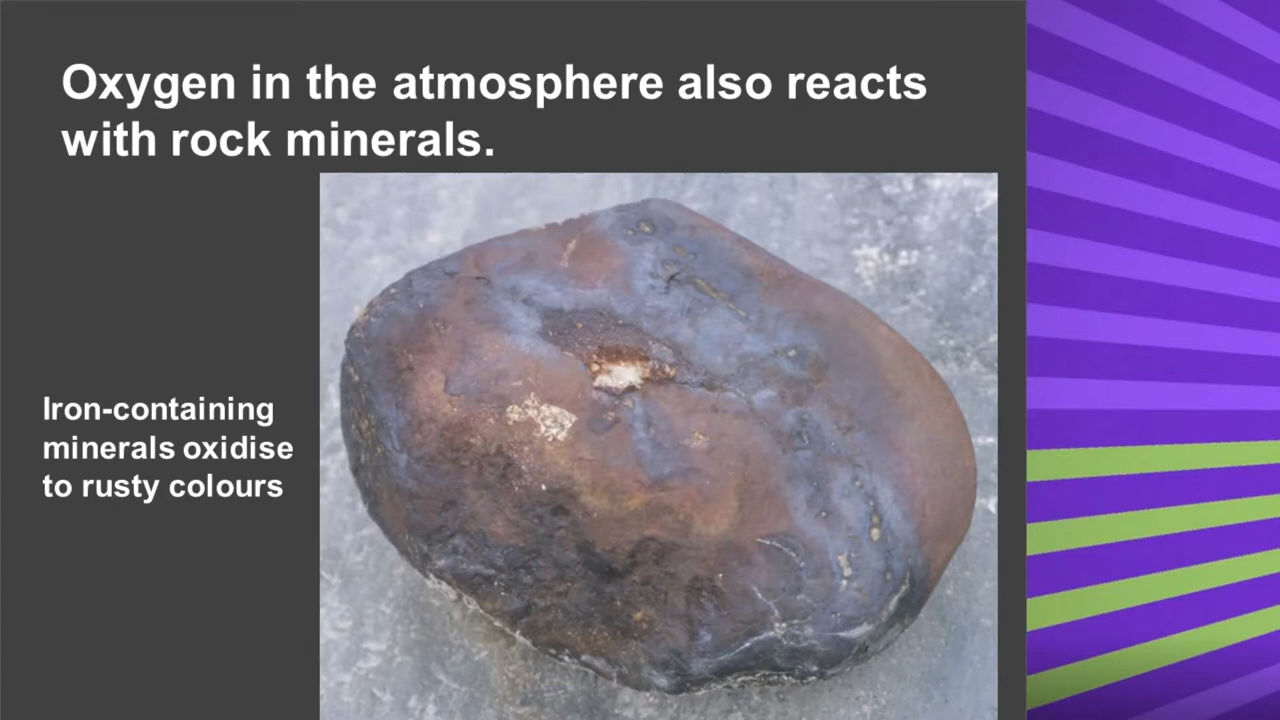 Oxygen in the atmosphere also reacts
with rock minerals.
Iron-containing
minerals oxidise
to rusty colours